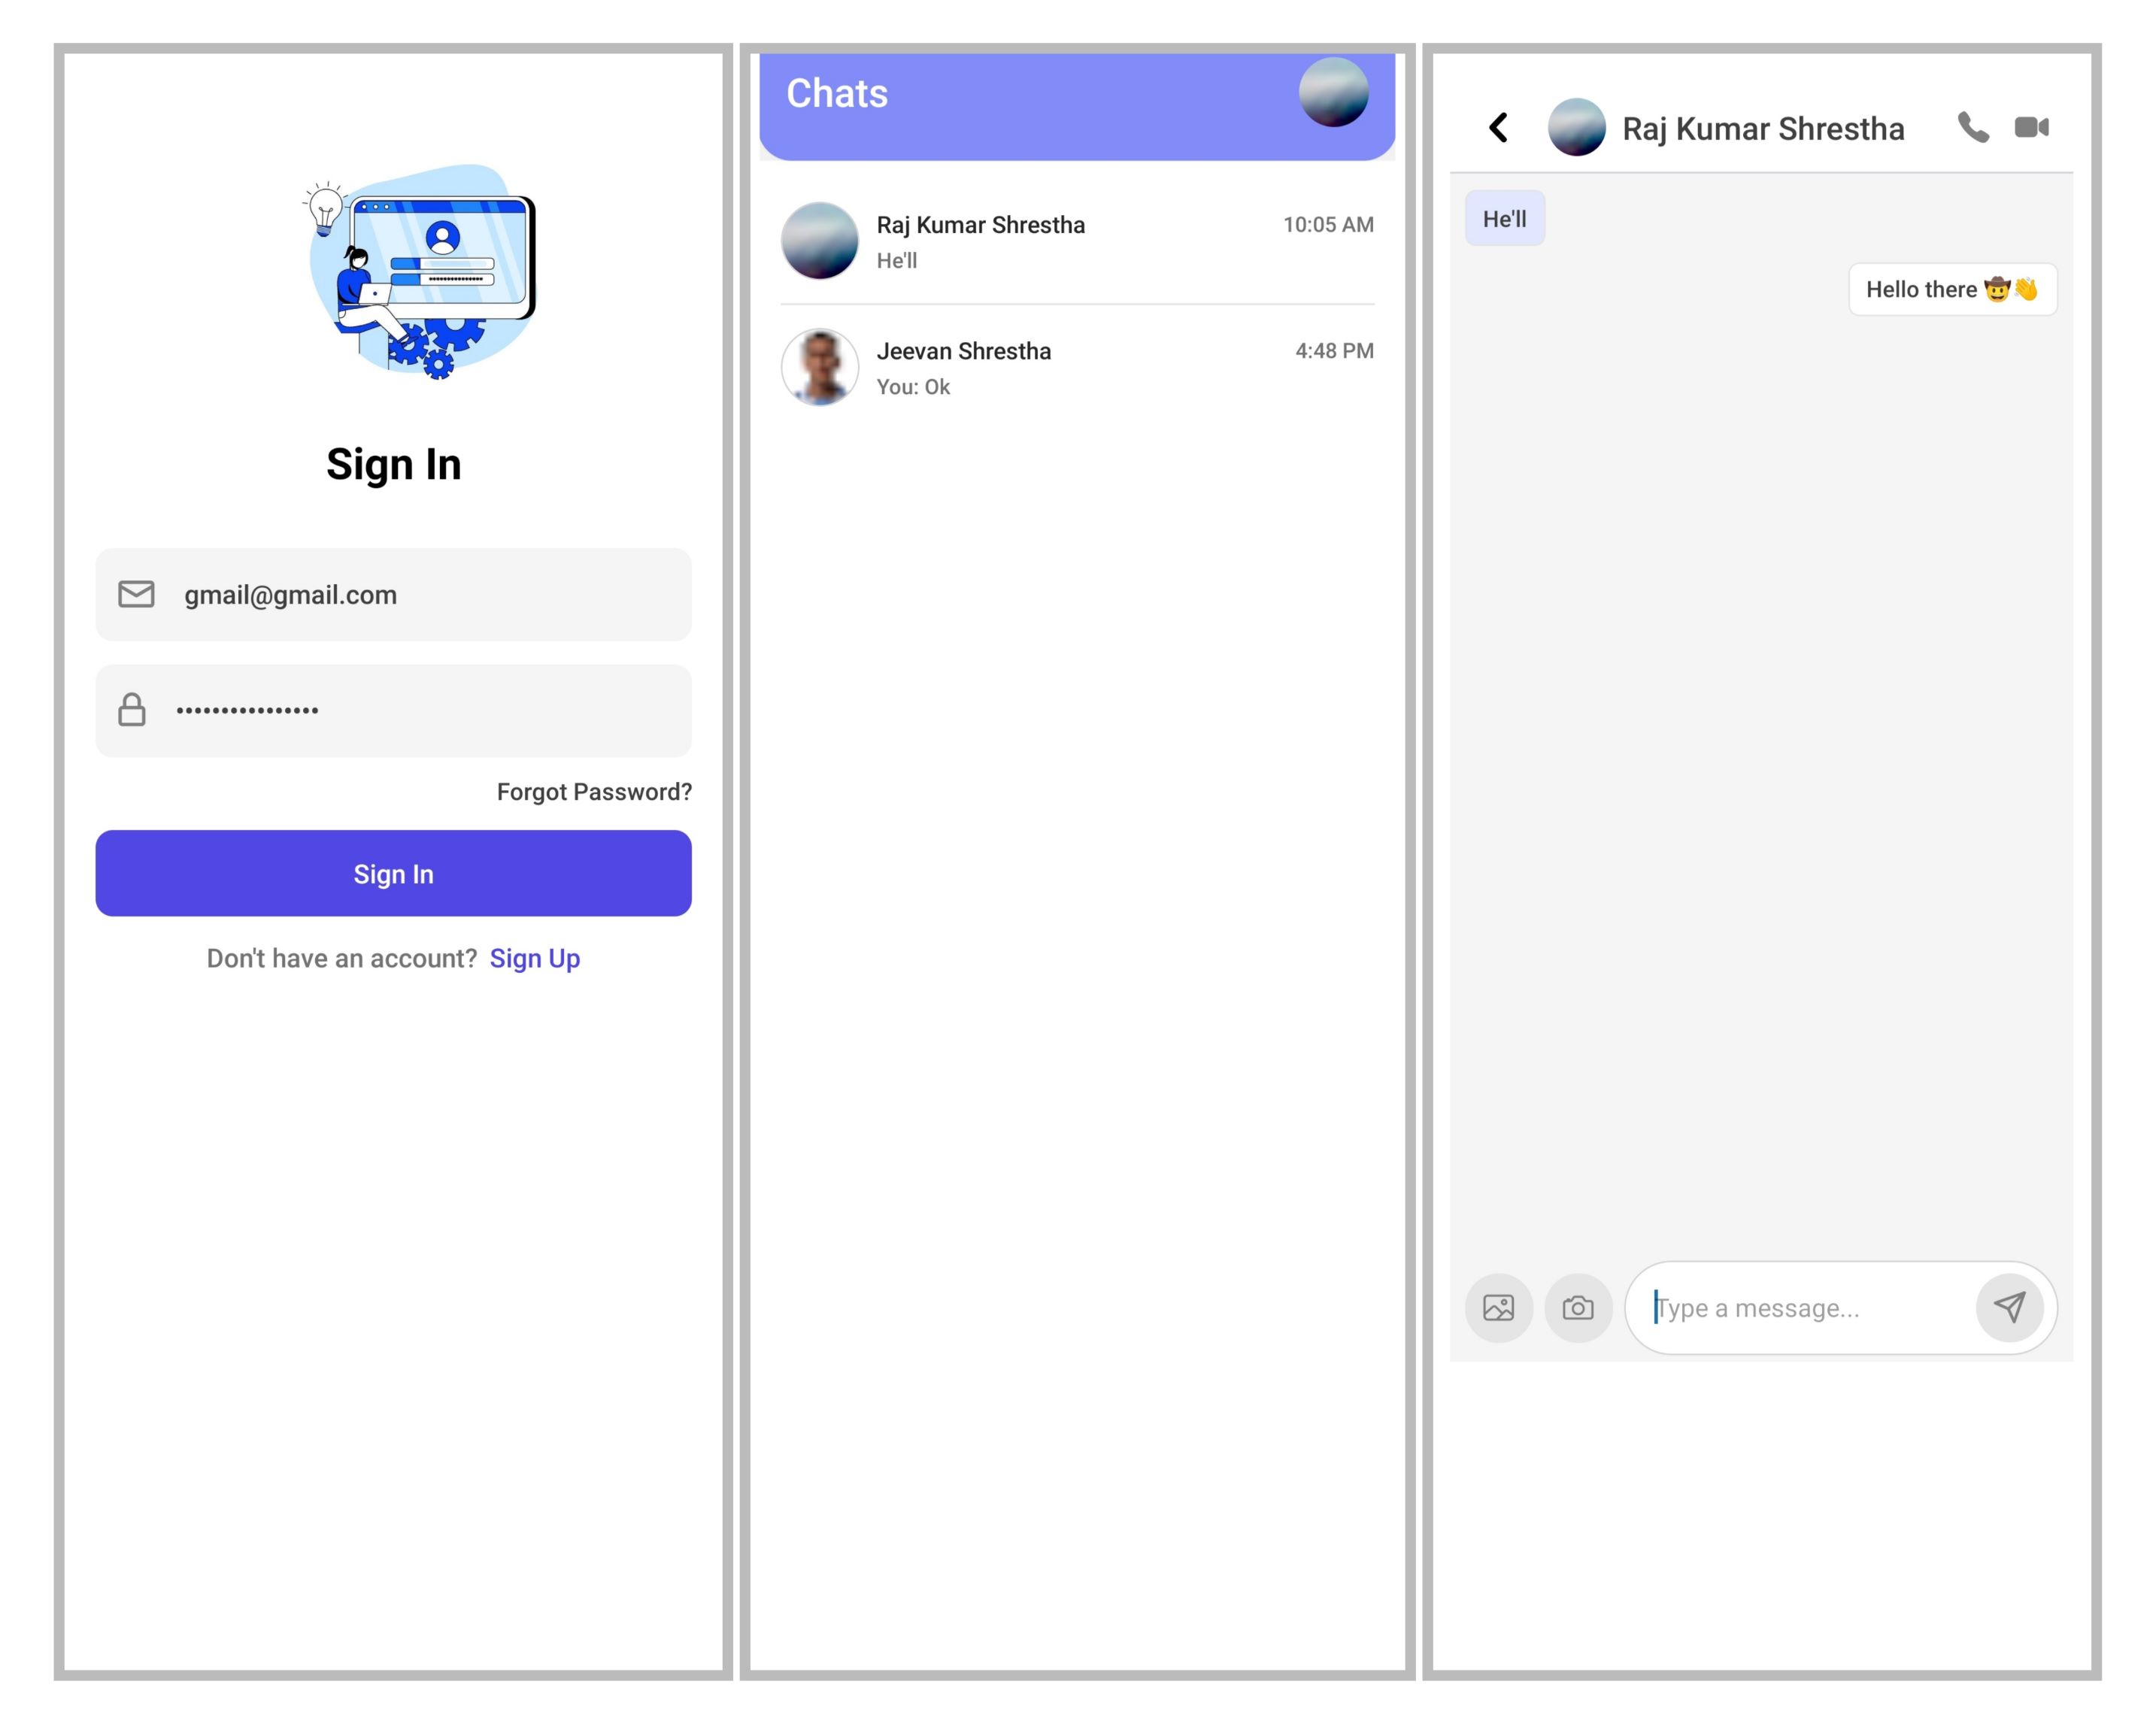 Sign In
gmail@gmail.com
••••••••••••••••
Forgot Password?
Sign In
Don't have an account? Sign Up
Chats
Raj Kumar Shrestha 10:05 AM
He'll
Jeevan Shrestha 4:48 PM
You: Ok
Raj Kumar Shrestha
He'll
Hello there 🤠👋
Type a message...